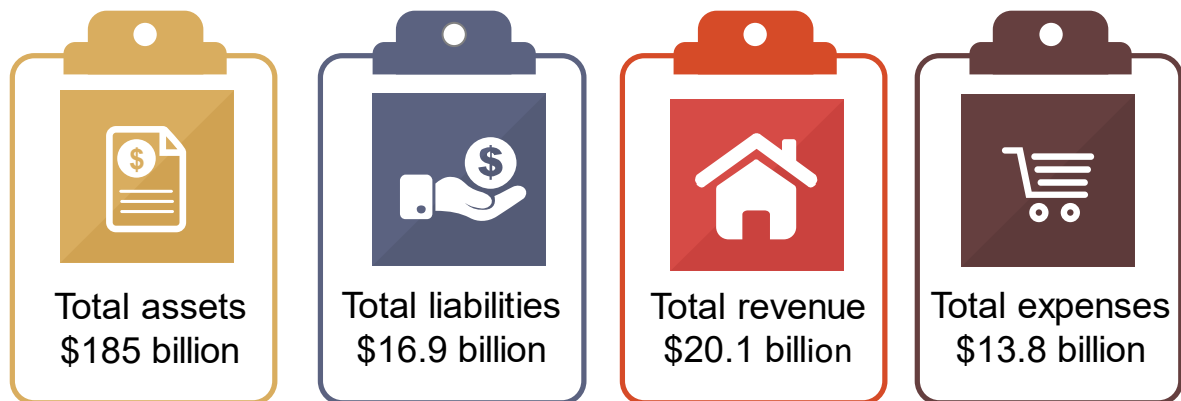 $
Total assets
$185 billion
$
Total liabilities
$16.9 billion
Total revenue
$20.1 billion
Total expenses
$13.8 billion